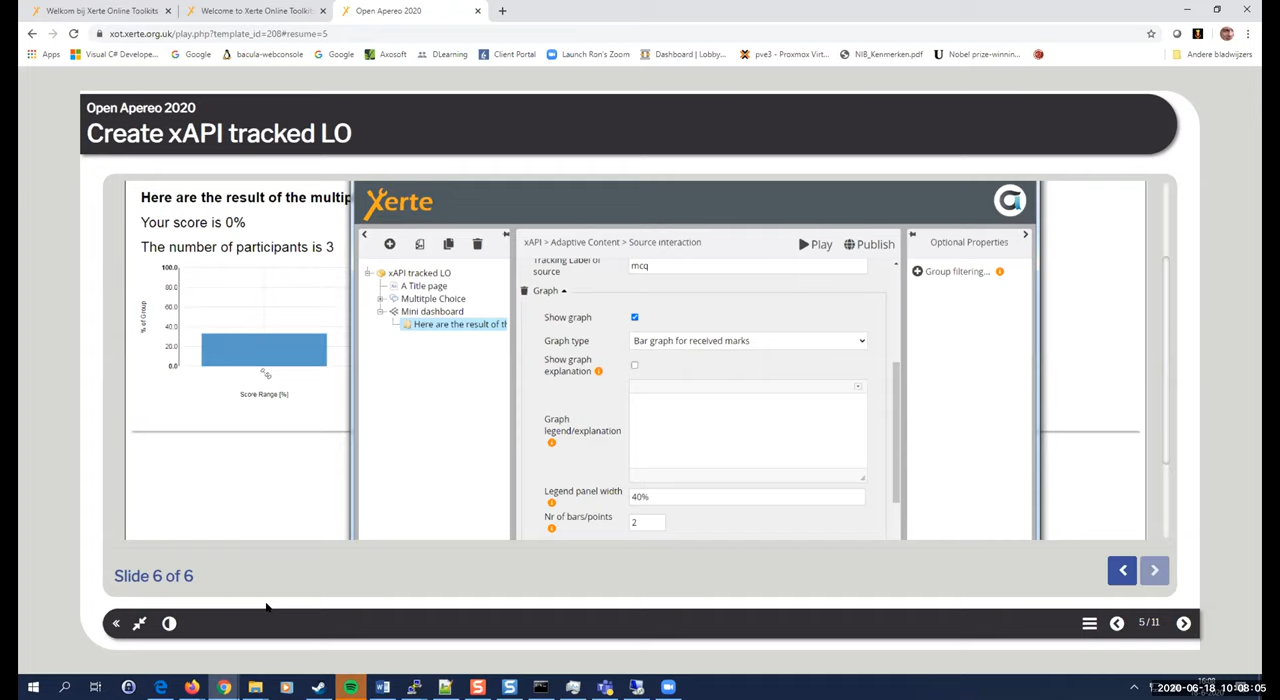 Welkom bij Xerte Online Toolkits
Welcome to Xerte Online Toolkit
Open Apereo 2020
xot.xerte.org.uk/play.php?template_id=208#resume=5
Apps
Visual C# Develope...
Google
bacula-webconsole
Google
Axosoft
DLearning
Client Portal
Launch Ron's Zoom
Dashboard | Lobby...
pve3 - Proxmox Virt...
NIB_Kenmerken.pdf
Nobel prize-winnin...
Andere bladwijzers
Open Apereo 2020
Create xAPI tracked LO
Here are the result of the multip
Your score is 0%
The number of participants is 3
100.0
80.0
60.0
40.0
20.0
0.0
% of Group
Score Range [%]
Xerte
xAPI > Adaptive Content > Source interaction
Play
Publish
Optional Properties
xAPI tracked LO
A Title page
Multitple Choice
Mini dashboard
Here are the result of th
Tracking Label of
source
mcq
Graph
Show graph
Graph type
Bar graph for received marks
Show graph
explanation
Graph
legend/explanation
Legend panel width
40%
Nr of bars/points
2
Group filtering...
Slide 6 of 6
5 / 11
2020-06-18 10:08:05